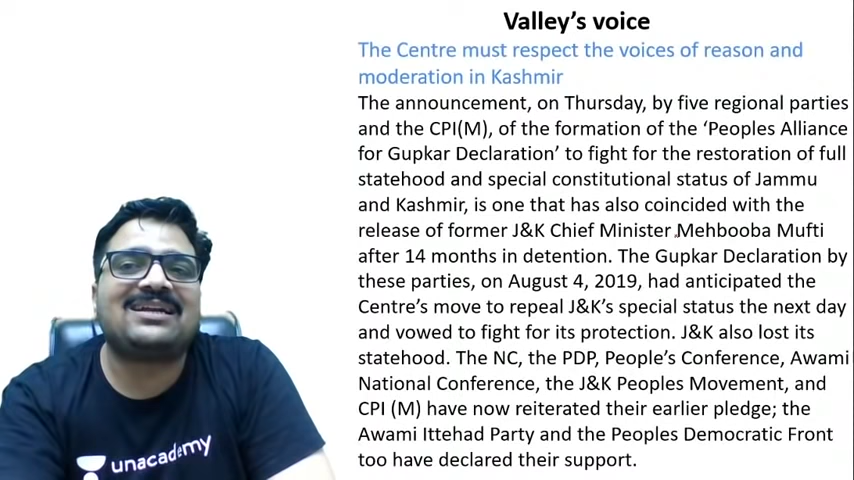 Valley’s voice
The Centre must respect the voices of reason and
moderation in Kashmir
The announcement, on Thursday, by five regional parties
and the CPI(M), of the formation of the ‘Peoples Alliance
for Gupkar Declaration’ to fight for the restoration of full
statehood and special constitutional status of Jammu
and Kashmir, is one that has also coincided with the
release of former J&K Chief Minister Mehbooba Mufti
after 14 months in detention. The Gupkar Declaration by
these parties, on August 4, 2019, had anticipated the
Centre’s move to repeal J&K’s special status the next day
and vowed to fight for its protection. J&K also lost its
statehood. The NC, the PDP, People’s Conference, Awami
National Conference, the J&K Peoples Movement, and
CPI (M) have now reiterated their earlier pledge; the
Awami Ittehad Party and the Peoples Democratic Front
too have declared their support.
unacademy